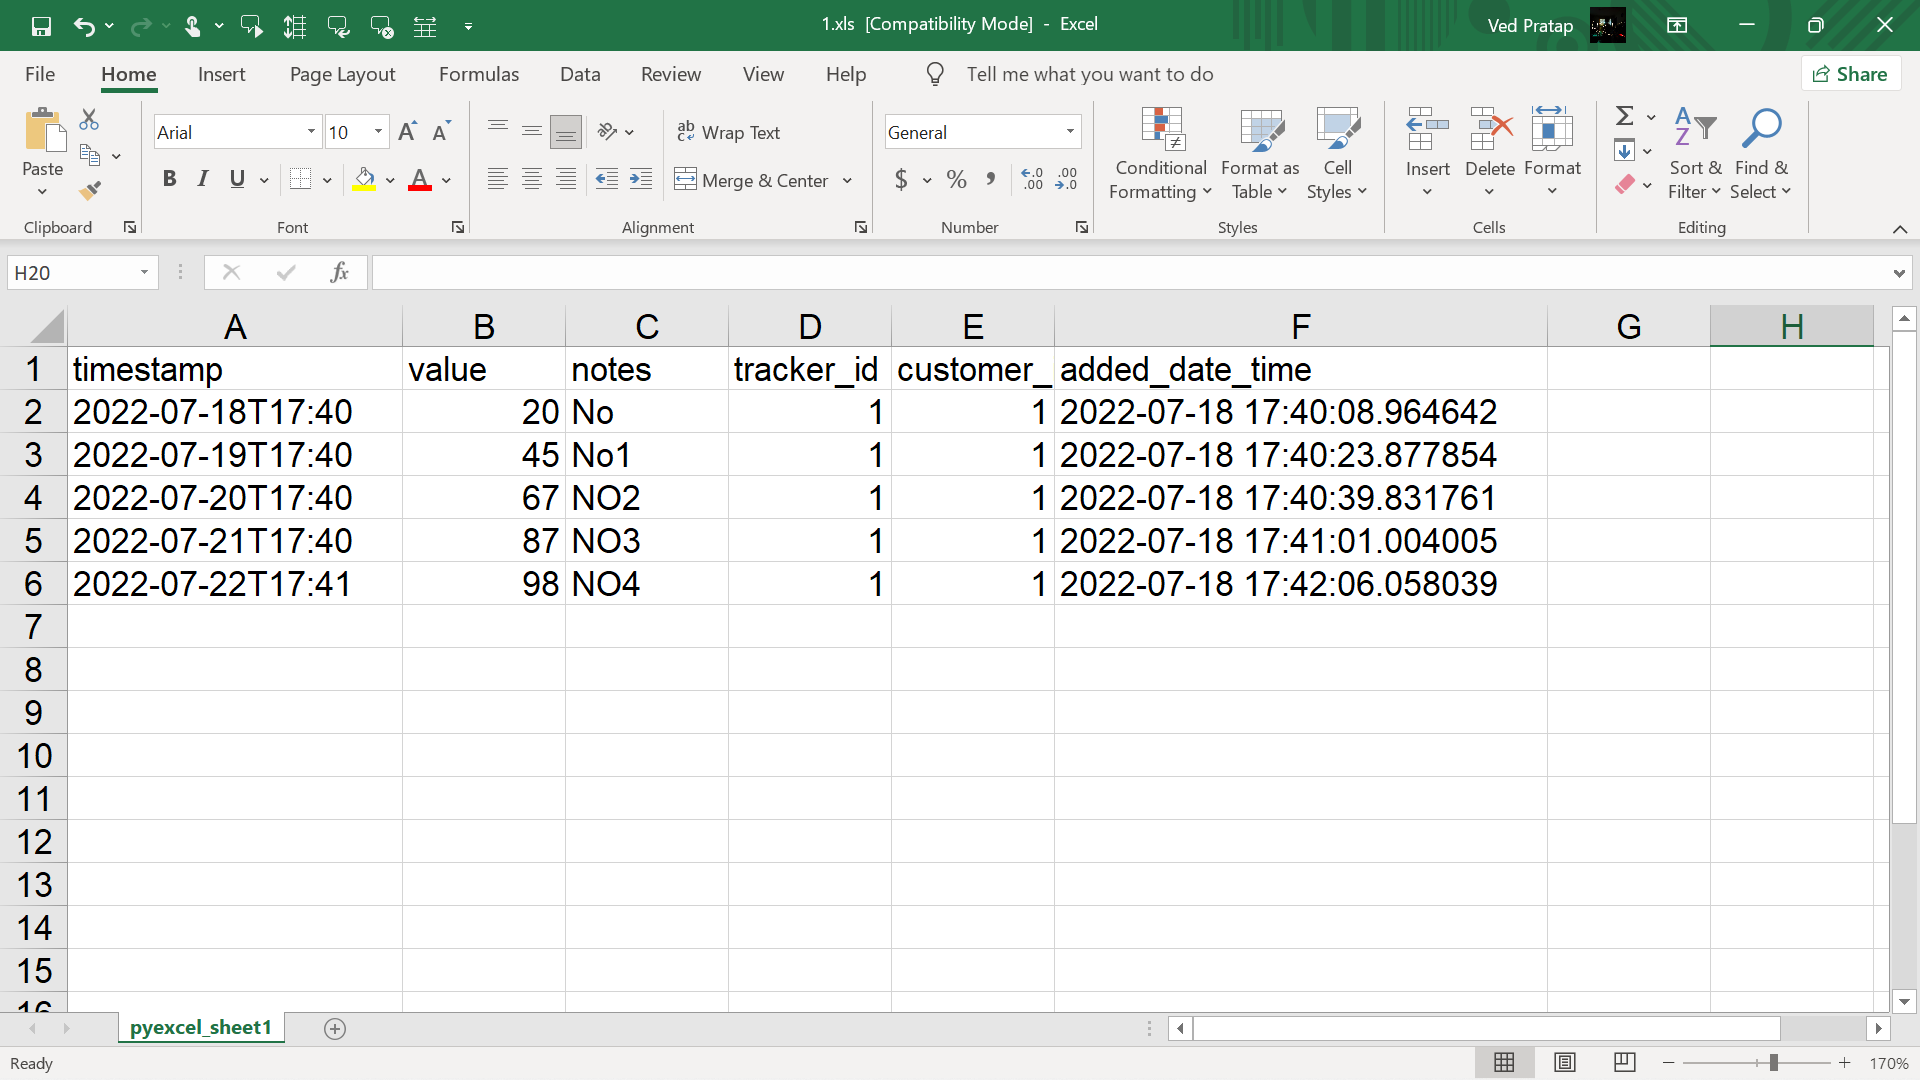 1.xls [Compatibility Mode] - Excel
Ved Pratap
File Home Insert Page Layout Formulas Data Review View Help Tell me what you want to do Share
Paste
Arial 10
ab Wrap Text
General
Conditional Formatting
Format as Table
Cell Styles
Insert Delete Format
Sort & Filter
Find & Select
B I U A
Merge & Center
$ % , .00 .00
Clipboard Font Alignment Number Styles Cells Editing
H20 fx
A B C D E F G H
1 timestamp value notes tracker_id customer_ added_date_time
2 2022-07-18T17:40 20 No 1 1 2022-07-18 17:40:08.964642
3 2022-07-19T17:40 45 No1 1 1 2022-07-18 17:40:23.877854
4 2022-07-20T17:40 67 NO2 1 1 2022-07-18 17:40:39.831761
5 2022-07-21T17:40 87 NO3 1 1 2022-07-18 17:41:01.004005
6 2022-07-22T17:41 98 NO4 1 1 2022-07-18 17:42:06.058039
7
8
9
10
11
12
13
14
15
16
pyexcel_sheet1
Ready
170%